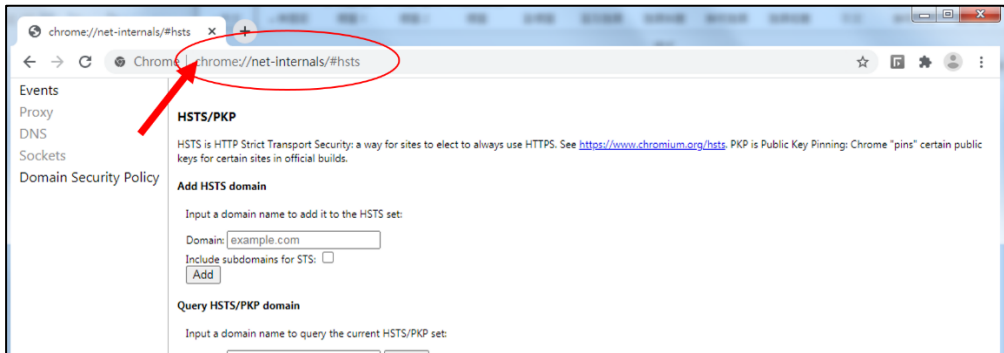 chrome://net-internals/#hsts
Chrome | chrome://net-internals/#hsts
Events
Proxy
DNS
Sockets
Domain Security Policy
HSTS/PKP
HSTS is HTTP Strict Transport Security: a way for sites to elect to always use HTTPS. See https://www.chromium.org/hsts. PKP is Public Key Pinning: Chrome "pins" certain public
keys for certain sites in official builds.
Add HSTS domain
Input a domain name to add it to the HSTS set:
Domain: example.com
Include subdomains for STS:
Add
Query HSTS/PKP domain
Input a domain name to query the current HSTS/PKP set: